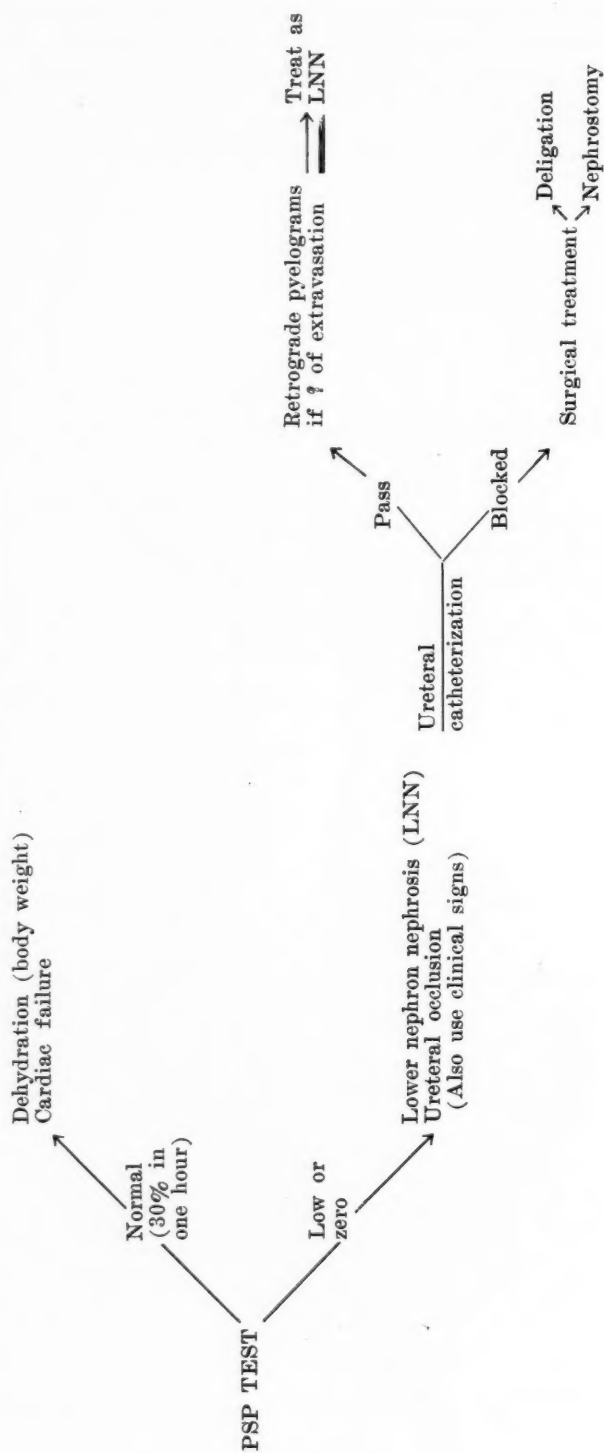 PSP TEST
Normal
(30% in
one hour)
Dehydration (body weight)
Cardiac failure
Low or
zero
Lower nephron nephrosis (LNN)
Ureteral occlusion
(Also use clinical signs)
Ureteral
catheterization
Pass
Retrograde pyelograms
if ? of extravasation
Treat as
LNN
Blocked
Surgical treatment
Deligation
Nephrostomy